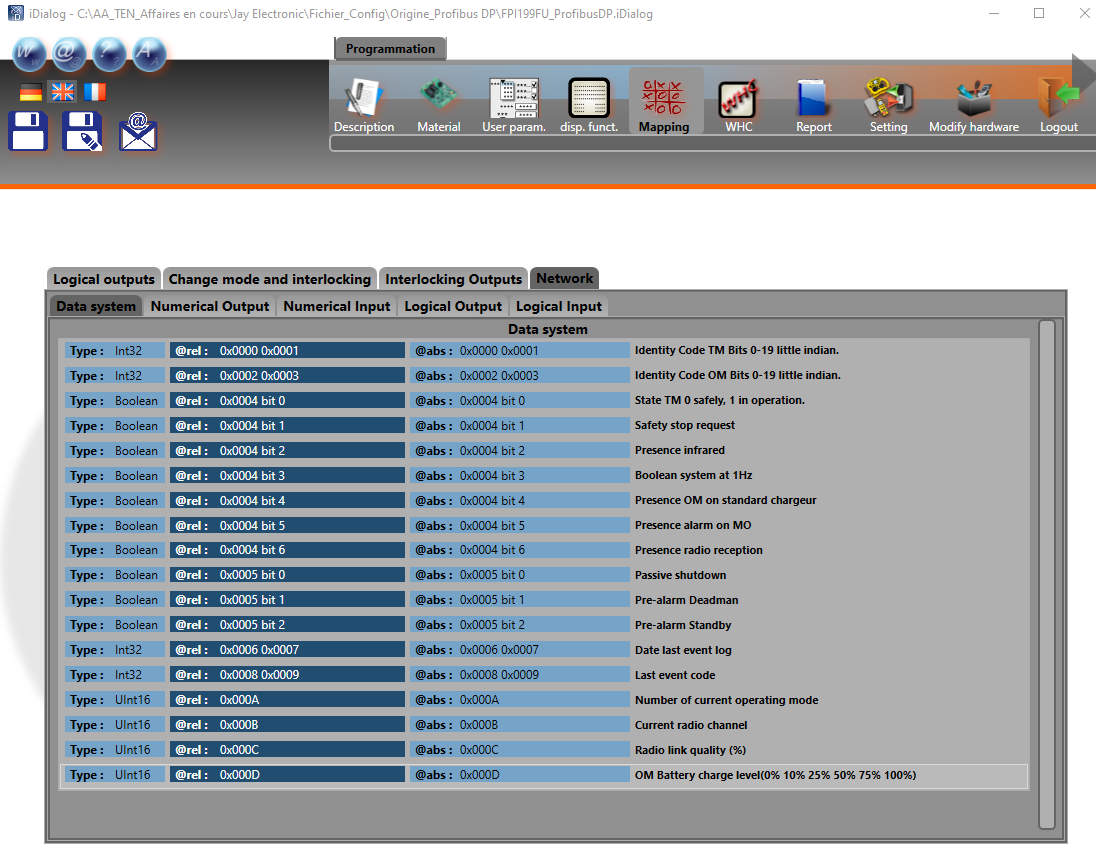 iDialog - C:\AA_TEN_Affaires en cours\Jay Electronic\Fichier_Config\Origine_Profibus DP\FPI199FU_ProfibusDP.iDialog
Programmation
Description Material User param. disp. funct. Mapping WHC Report Setting Modify hardware Logout
Logical outputs Change mode and interlocking Interlocking Outputs Network
Data system Numerical Output Numerical Input Logical Output Logical Input
Data system
Type : Int32 @rel : 0x0000 0x0001 @abs : 0x0000 0x0001 Identity Code TM Bits 0-19 little indian.
Type : Int32 @rel : 0x0002 0x0003 @abs : 0x0002 0x0003 Identity Code OM Bits 0-19 little indian.
Type : Boolean @rel : 0x0004 bit 0 @abs : 0x0004 bit 0 State TM 0 safely, 1 in operation.
Type : Boolean @rel : 0x0004 bit 1 @abs : 0x0004 bit 1 Safety stop request
Type : Boolean @rel : 0x0004 bit 2 @abs : 0x0004 bit 2 Presence infrared
Type : Boolean @rel : 0x0004 bit 3 @abs : 0x0004 bit 3 Boolean system at 1Hz
Type : Boolean @rel : 0x0004 bit 4 @abs : 0x0004 bit 4 Presence OM on standard chargeur
Type : Boolean @rel : 0x0004 bit 5 @abs : 0x0004 bit 5 Presence alarm on MO
Type : Boolean @rel : 0x0004 bit 6 @abs : 0x0004 bit 6 Presence radio reception
Type : Boolean @rel : 0x0005 bit 0 @abs : 0x0005 bit 0 Passive shutdown
Type : Boolean @rel : 0x0005 bit 1 @abs : 0x0005 bit 1 Pre-alarm Deadman
Type : Boolean @rel : 0x0005 bit 2 @abs : 0x0005 bit 2 Pre-alarm Standby
Type : Int32 @rel : 0x0006 0x0007 @abs : 0x0006 0x0007 Date last event log
Type : Int32 @rel : 0x0008 0x0009 @abs : 0x0008 0x0009 Last event code
Type : UInt16 @rel : 0x000A @abs : 0x000A Number of current operating mode
Type : UInt16 @rel : 0x000B @abs : 0x000B Current radio channel
Type : UInt16 @rel : 0x000C @abs : 0x000C Radio link quality (%)
Type : UInt16 @rel : 0x000D @abs : 0x000D OM Battery charge level(0% 10% 25% 50% 75% 100%)